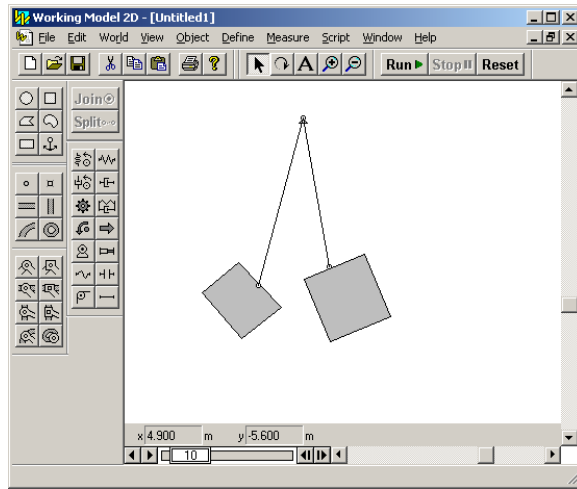 Working Model 2D - [Untitled1]
File Edit World View Object Define Measure Script Window Help
A Run Stop Reset
Join
Split
x 4.900 m y -5.600 m
10